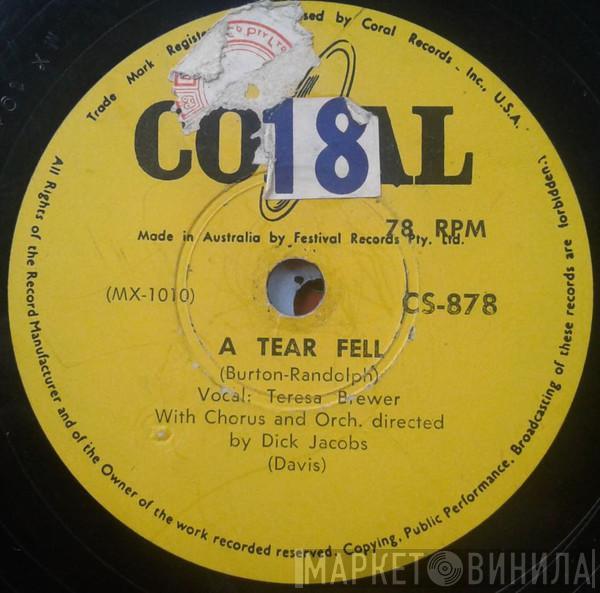 Trade Mark Regist sed by Coral Records., Inc., U.S.A.
CO AL
18
78 RPM
Made in Australia by Festival Records Pty. Ltd.
(MX-1010)
CS-878
A TEAR FELL
(Burton-Randolph)
Vocal: Teresa Brewer
With Chorus and Orch. directed
by Dick Jacobs
(Davis)
All Rights of the Record Manufacturer and of the Owner of the work recorded reserved. Copying, Public Performance, Broadcasting of these records are forbidden.).
МАРКЕТ ВИНИЛА